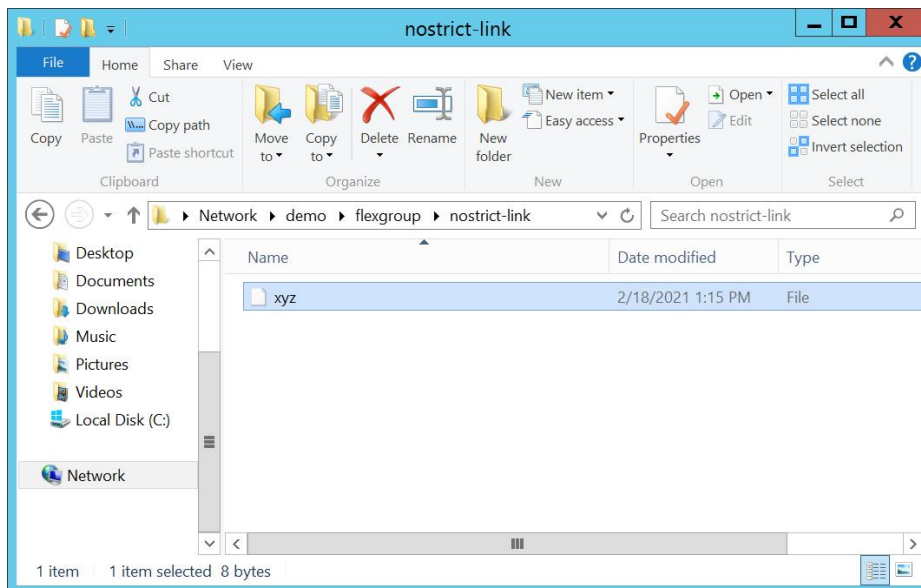 nostrict-link
File Home Share View
Copy
Paste
Cut
Copy path
Paste shortcut
Clipboard
Move to
Copy to
Delete
Rename
Organize
New folder
New item
Easy access
New
Properties
Open
Edit
Open
Select all
Select none
Invert selection
Select
Network demo flexgroup nostrict-link
Search nostrict-link
Desktop
Documents
Downloads
Music
Pictures
Videos
Local Disk (C:)
Network
Name Date modified Type
xyz 2/18/2021 1:15 PM File
1 item 1 item selected 8 bytes